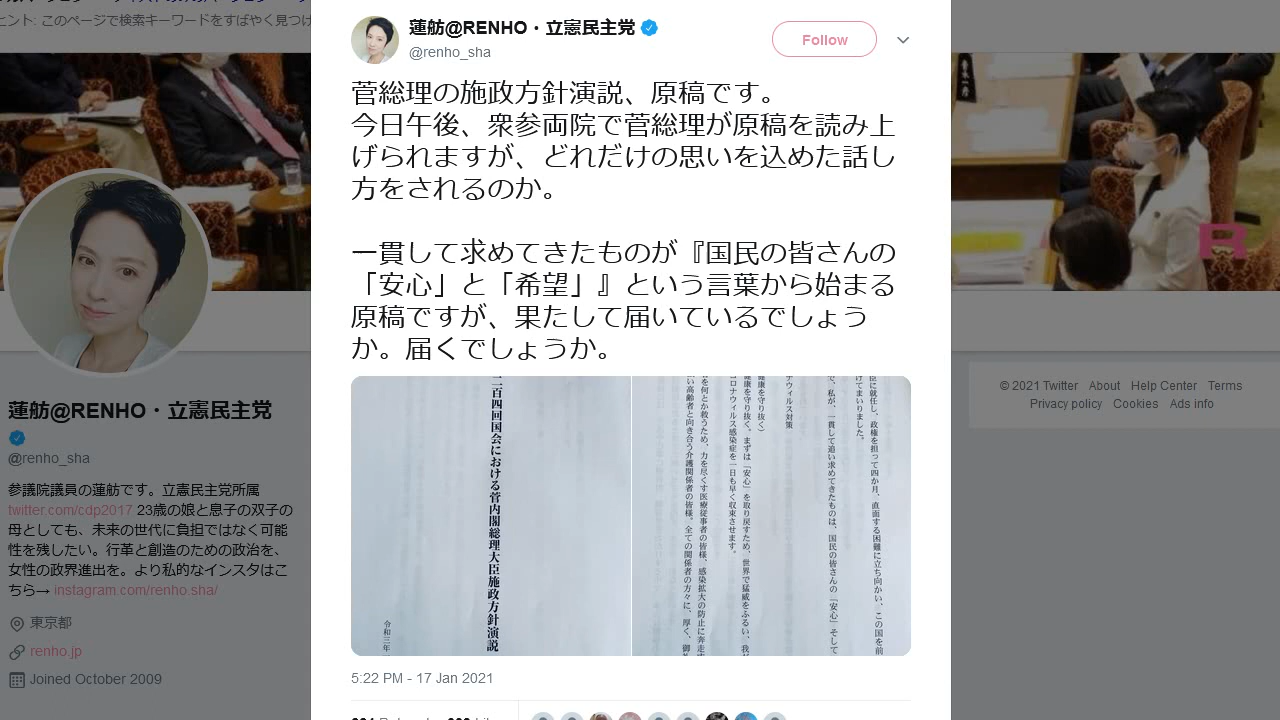 ヒント: このページで検索キーワードをすばやく見つけ
蓮舫@RENHO・立憲民主党
@renho_sha
Follow
菅総理の施政方針演説、原稿です。
今日午後、衆参両院で菅総理が原稿を読み上
げられますが、どれだけの思いを込めた話し
方をされるのか。
一貫して求めてきたものが『国民の皆さんの
「安心」と「希望」』という言葉から始まる
原稿ですが、果たして届いているでしょう
か。届くでしょうか。
臣に就任し、政権を担って四か月、直面する困難に立ち向かい、この国を前
けてまいりました。
で、私が、一貫して追い求めてきたものは、国民の皆さんの「安心」そして
ナウイルス対策
健康を守り抜く)
健康を守り抜く。まずは「安心」を取り戻すため、世界で猛威をふるい、我が
コロナウイルス感染症を一日も早く収束させます。
を何とか救うため、力を尽くす医療従事者の皆様、感染拡大の防止に奔走
い高齢者と向き合う介護関係者の皆様、全ての関係者の方々に、厚く、御
二百四回国会における菅内閣総理大臣施政方針演説
令和三年一
5:22 PM - 17 Jan 2021
蓮舫@RENHO・立憲民主党
@renho_sha
参議院議員の蓮舫です。立憲民主党所属
twitter.com/cdp2017 23歳の娘と息子の双子の
母としても、未来の世代に負担ではなく可能
性を残したい。行革と創造のための政治を、
女性の政界進出を。より私的なインスタはこ
ちら→ instagram.com/renho.sha/
東京都
renho.jp
Joined October 2009
© 2021 Twitter About Help Center Terms
Privacy policy Cookies Ads info
R